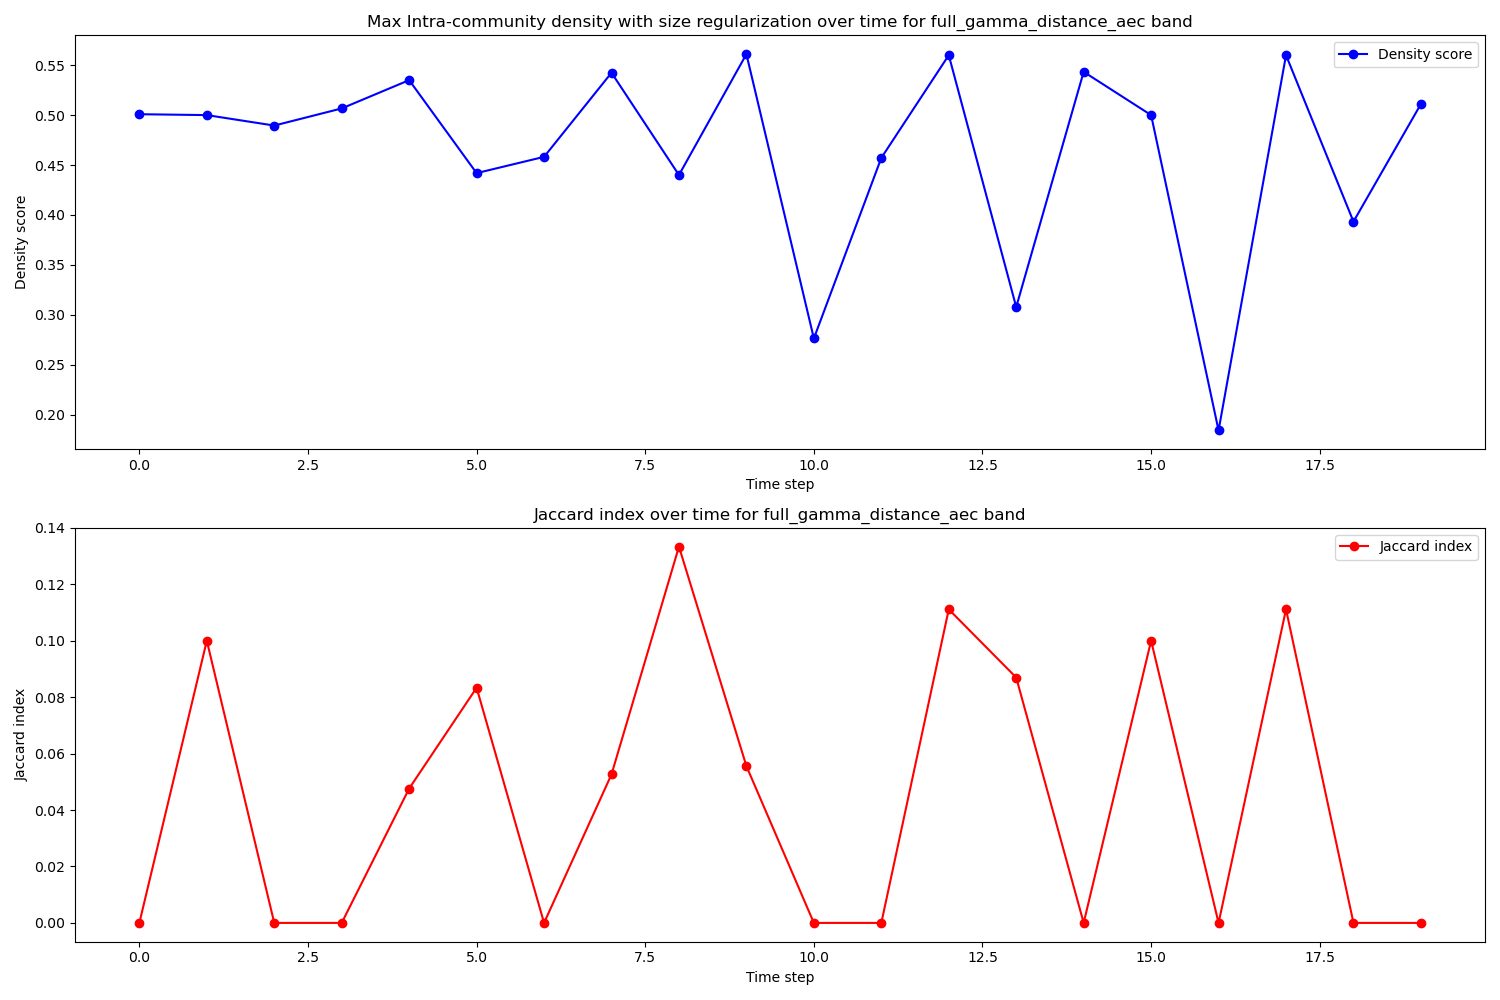 Max Intra-community density with size regularization over time for full_gamma_distance_aec band
Density score
0.55
0.50
0.45
0.40
0.35
0.30
0.25
0.20
Density score
0.0 2.5 5.0 7.5 10.0 12.5 15.0 17.5
Time step
Jaccard index over time for full_gamma_distance_aec band
Jaccard index
0.14
0.12
0.10
0.08
0.06
0.04
0.02
0.00
Jaccard index
0.0 2.5 5.0 7.5 10.0 12.5 15.0 17.5
Time step